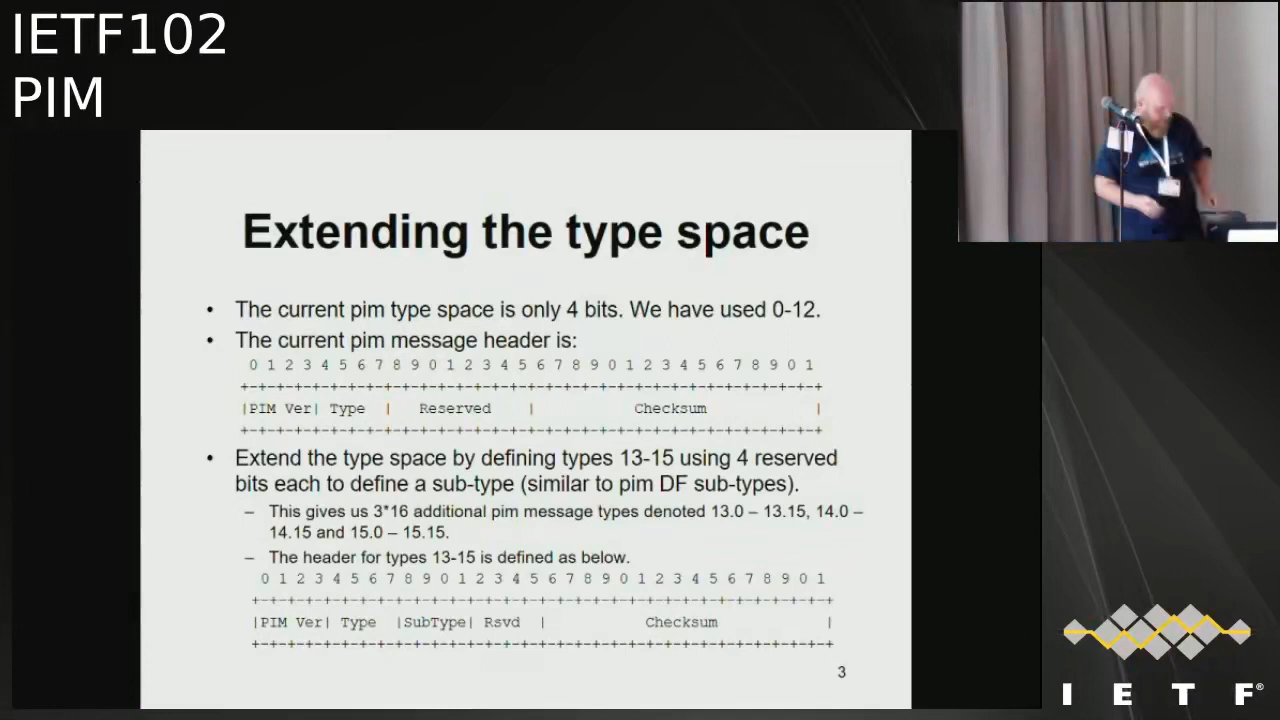 IETF102
PIM
Extending the type space
• The current pim type space is only 4 bits. We have used 0-12.
• The current pim message header is:
0 1 2 3 4 5 6 7 8 9 0 1 2 3 4 5 6 7 8 9 0 1 2 3 4 5 6 7 8 9 0 1
+-+-+-+-+-+-+-+-+-+-+-+-+-+-+-+-+-+-+-+-+-+-+-+-+-+-+-+-+-+-+-+-+
|PIM Ver| Type | Reserved | Checksum |
+-+-+-+-+-+-+-+-+-+-+-+-+-+-+-+-+-+-+-+-+-+-+-+-+-+-+-+-+-+-+-+-+
• Extend the type space by defining types 13-15 using 4 reserved
bits each to define a sub-type (similar to pim DF sub-types).
– This gives us 3*16 additional pim message types denoted 13.0 – 13.15, 14.0 –
14.15 and 15.0 – 15.15.
– The header for types 13-15 is defined as below.
0 1 2 3 4 5 6 7 8 9 0 1 2 3 4 5 6 7 8 9 0 1 2 3 4 5 6 7 8 9 0 1
+-+-+-+-+-+-+-+-+-+-+-+-+-+-+-+-+-+-+-+-+-+-+-+-+-+-+-+-+-+-+-+-+
|PIM Ver| Type |SubType| Rsvd | Checksum |
+-+-+-+-+-+-+-+-+-+-+-+-+-+-+-+-+-+-+-+-+-+-+-+-+-+-+-+-+-+-+-+-+
3
I E T F®